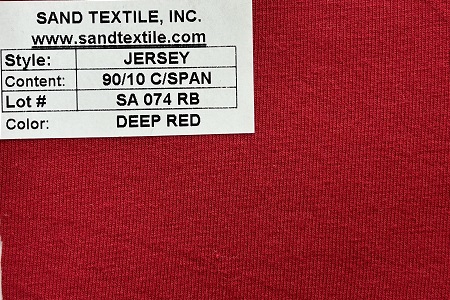 SAND TEXTILE, INC.
www.sandtextile.com
Style: JERSEY
Content: 90/10 C/SPAN
Lot # SA 074 RB
Color: DEEP RED